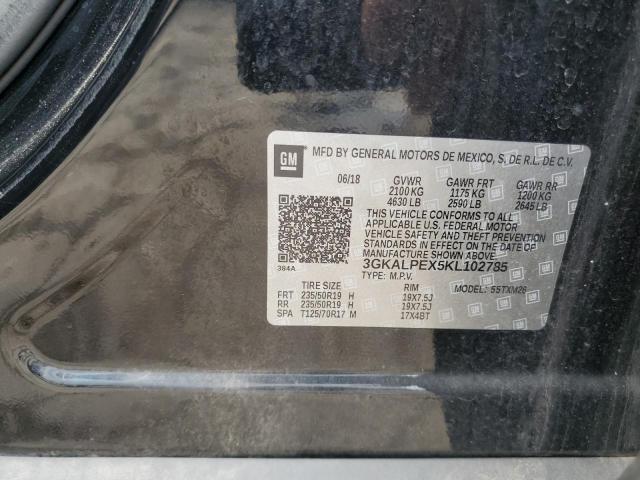 GM MFD BY GENERAL MOTORS DE MEXICO, S. DE R.L. DE C.V.
06/18 GVWR GAWR FRT GAWR RR
2100 KG 1175 KG 1200 KG
4630 LB 2590 LB 2645 LB
THIS VEHICLE CONFORMS TO ALL
APPLICABLE U.S. FEDERAL MOTOR
VEHICLE SAFETY AND THEFT
PREVENTION STANDARDS IN EFFECT
ON THE DATE OF MANUFACTURE
SHOWN ABOVE.
384A
3GKALPEX5KL102785
TYPE: M.P.V. MODEL: SSTXM26
TIRE SIZE RIM
FRT 235/50R19 H 19X7.5J
RR 235/50R19 H 19X7.5J
SPA T125/70R17 M 17X4BT